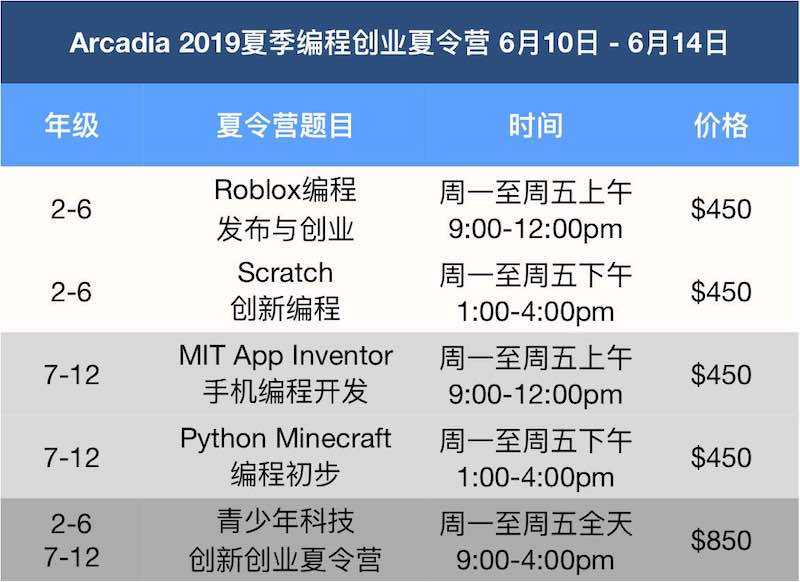 Arcadia 2019夏季编程创业夏令营 6月10日 - 6月14日
年级 夏令营题目 时间 价格
2-6 Roblox编程 发布与创业 周一至周五上午 9:00-12:00pm $450
2-6 Scratch 创新编程 周一至周五下午 1:00-4:00pm $450
7-12 MIT App Inventor 手机编程开发 周一至周五上午 9:00-12:00pm $450
7-12 Python Minecraft 编程初步 周一至周五下午 1:00-4:00pm $450
2-6 7-12 青少年科技 创新创业夏令营 周一至周五全天 9:00-4:00pm $850